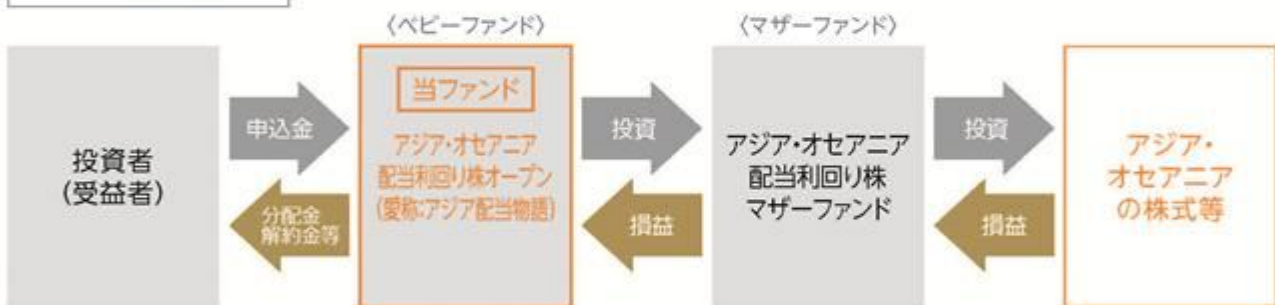 〈ベビーファンド〉
〈マザーファンド〉
投資者
(受益者)
申込金
分配金
解約金等
当ファンド
アジア・オセアニア
配当利回り株オープン
(愛称:アジア配当物語)
投資
損益
アジア・オセアニア
配当利回り株
マザーファンド
投資
損益
アジア・
オセアニア
の株式等